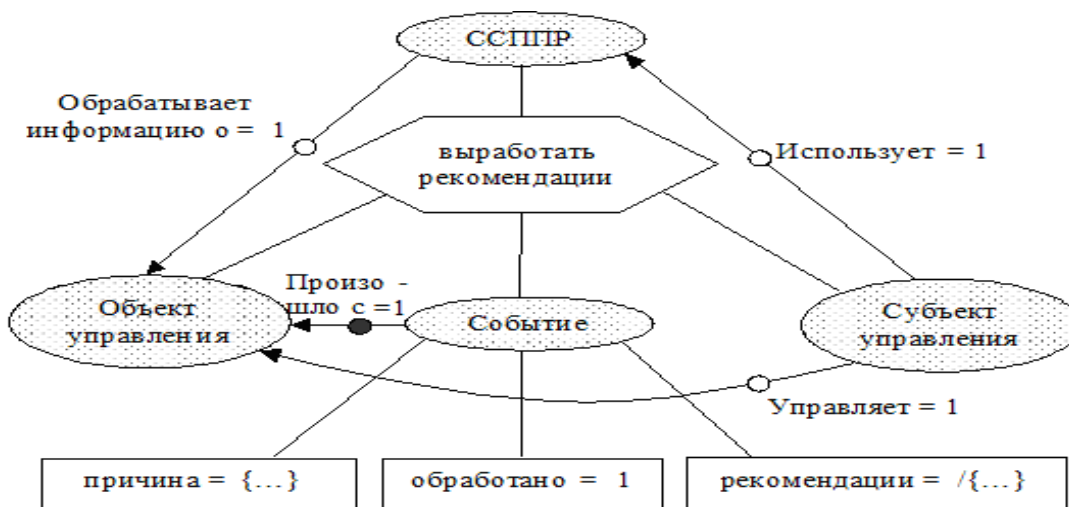 ССППР
Обрабатывает
информацию о = 1
выработать
рекомендации
Использует = 1
Объект
управления
Произо -
шло с =1
Событие
Субъект
управления
Управляет = 1
причина = {...}
обработано = 1
рекомендации = /{...}